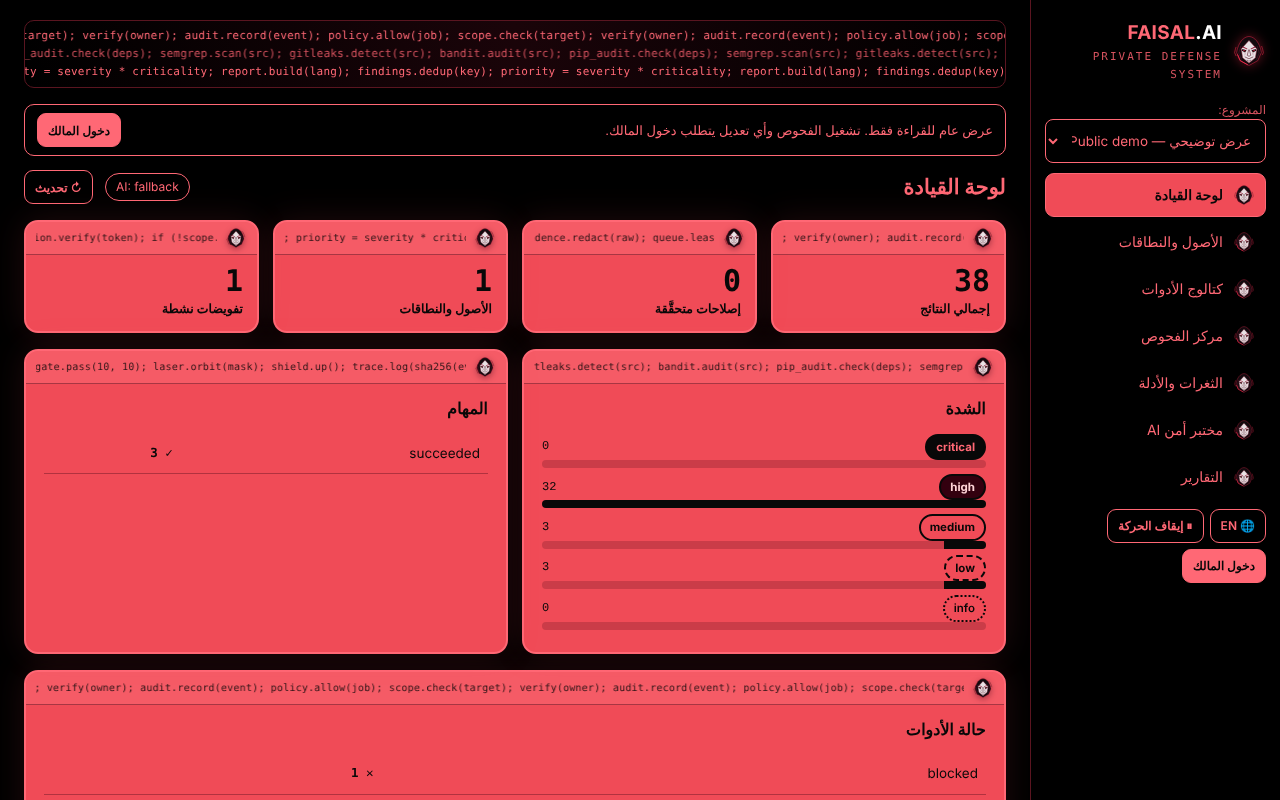 FAISAL.AI
PRIVATE DEFENSE
SYSTEM
المشروع:
عرض توضيحي — Public demo
لوحة القيادة
الأصول والنطاقات
كتالوج الأدوات
مركز الفحوص
الثغرات والأدلة
مختبر أمن AI
التقارير
🌐 EN
⏸ إيقاف الحركة
دخول المالك
target); verify(owner); audit.record(event); policy.allow(job); scope.check(target); verify(owner); audit.record(event); policy.allow(job); scope
_audit.check(deps); semgrep.scan(src); gitleaks.detect(src); bandit.audit(src); pip_audit.check(deps); semgrep.scan(src); gitleaks.detect(src);
ty = severity * criticality; report.build(lang); findings.dedup(key); priority = severity * criticality; report.build(lang); findings.dedup(key)
عرض عام للقراءة فقط. تشغيل الفحوص وأي تعديل يتطلب دخول المالك.
دخول المالك
لوحة القيادة
AI: fallback
↻ تحديث
; verify(owner); audit.record
38
إجمالي النتائج
dence.redact(raw); queue.leas
0
إصلاحات متحقَّقة
; priority = severity * critic
1
الأصول والنطاقات
ion.verify(token); if (!scope.
1
تفويضات نشطة
tleaks.detect(src); bandit.audit(src); pip_audit.check(deps); semgrep
الشدة
critical 0
high 32
medium 3
low 3
info 0
gate.pass(10, 10); laser.orbit(mask); shield.up(); trace.log(sha256(ev
المهام
succeeded ✓ 3
; verify(owner); audit.record(event); policy.allow(job); scope.check(target); verify(owner); audit.record(event); policy.allow(job); scope.check(targe
حالة الأدوات
blocked × 1